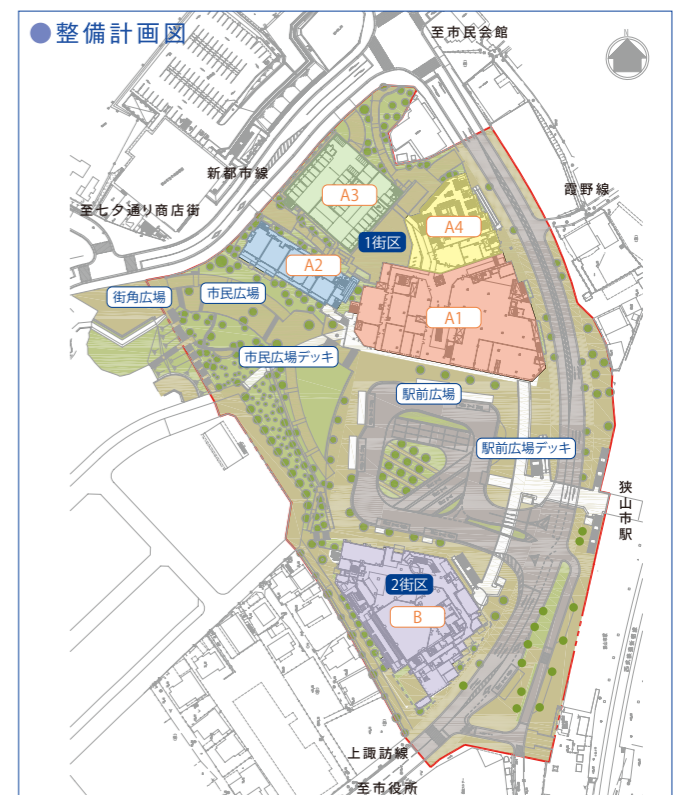 ●整備計画図
至市民会館
N
新都市線
霞野線
至七夕通り商店街
A3
A4
1街区
A2
街角広場
市民広場
A1
市民広場デッキ
駅前広場
駅前広場デッキ
狭山市駅
2街区
B
上諏訪線
至市役所